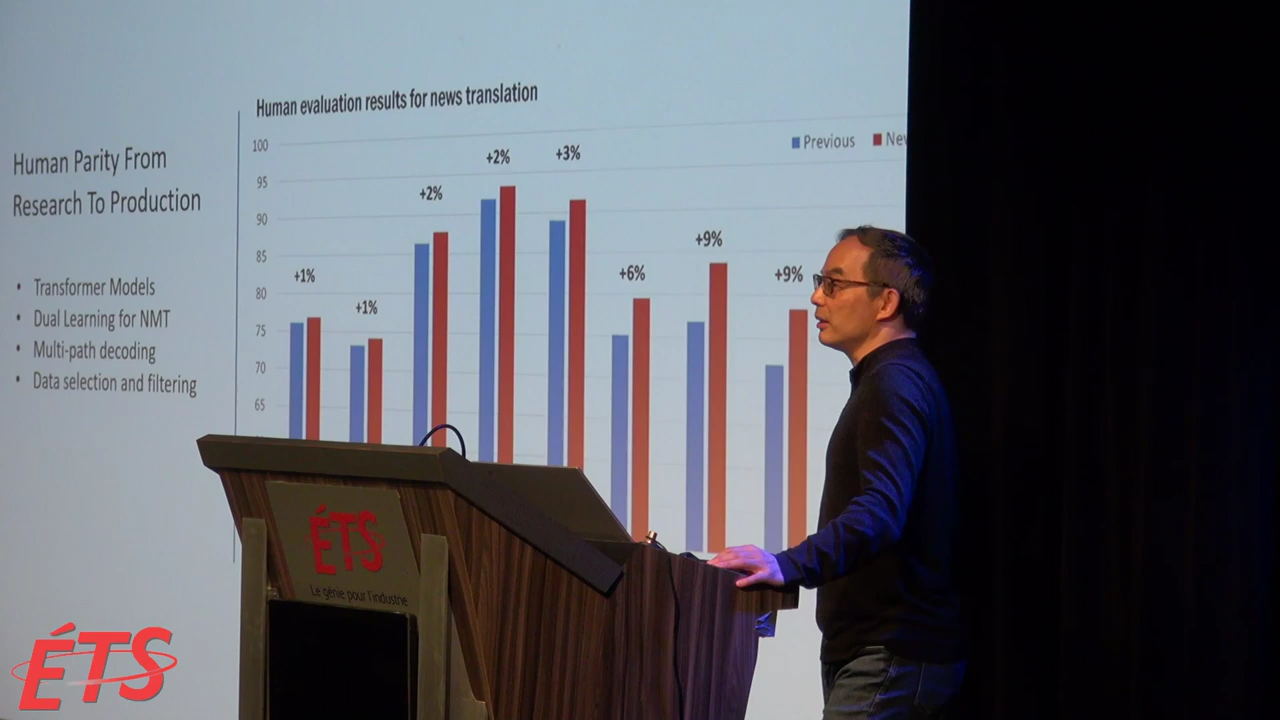 Human evaluation results for news translation
Human Parity From
Research To Production
• Transformer Models
• Dual Learning for NMT
• Multi-path decoding
• Data selection and filtering
100
95
90
85
80
75
70
65
Previous
+1%
+1%
+2%
+2%
+3%
+6%
+9%
+9%
ÉTS
Le génie pour l'industrie
ÉTS